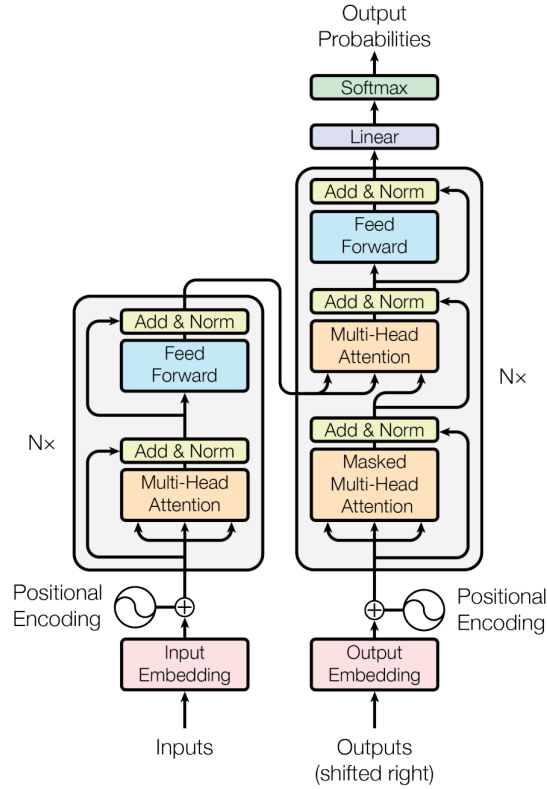 Output
Probabilities
Softmax
Linear
Add & Norm
Feed
Forward
Add & Norm
Multi-Head
Attention
Nx
Add & Norm
Masked
Multi-Head
Attention
Add & Norm
Feed
Forward
Nx
Add & Norm
Multi-Head
Attention
Positional
Encoding
Positional
Encoding
Input
Embedding
Output
Embedding
Inputs
Outputs
(shifted right)